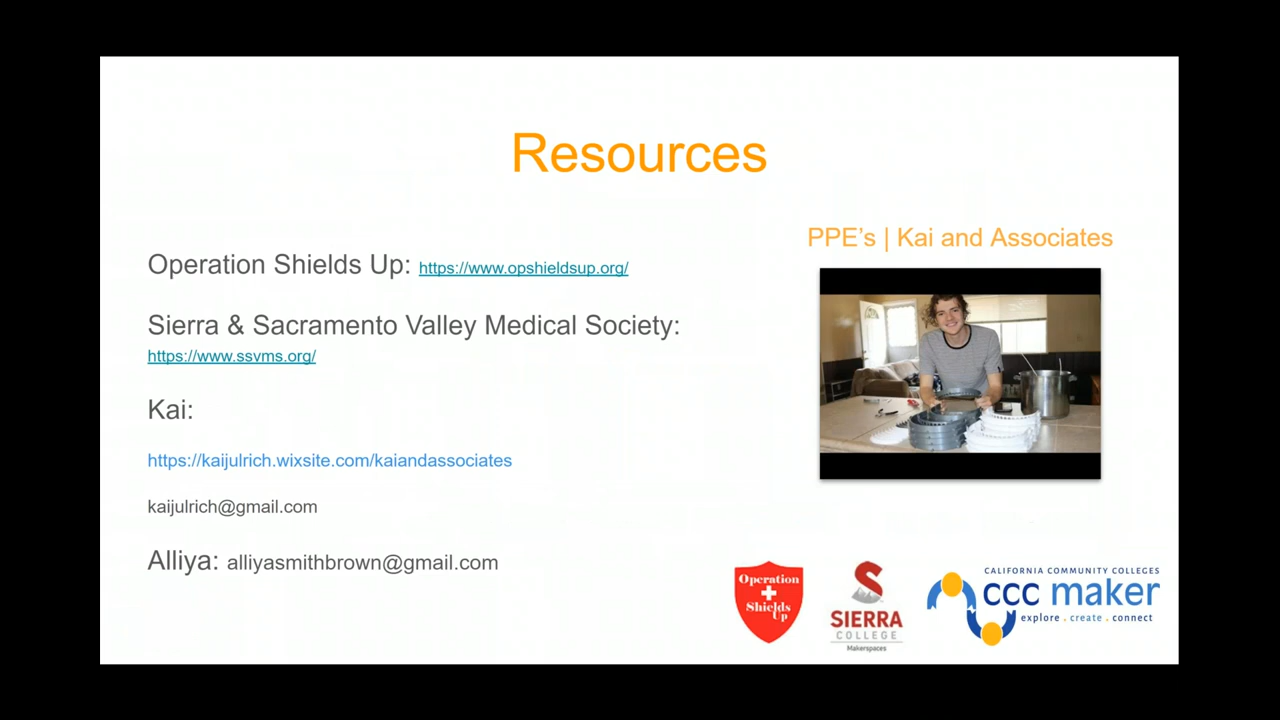 Resources
PPE's | Kai and Associates
Operation Shields Up: https://www.opshieldsup.org/
Sierra & Sacramento Valley Medical Society:
https://www.ssvms.org/
Kai:
https://kaijulrich.wixsite.com/kaiandassociates
kaijulrich@gmail.com
Alliya: alliyasmithbrown@gmail.com
Operation
Shields
Up
S
SIERRA
COLLEGE
Makerspaces
CALIFORNIA COMMUNITY COLLEGES
ccc maker
explore . create . connect